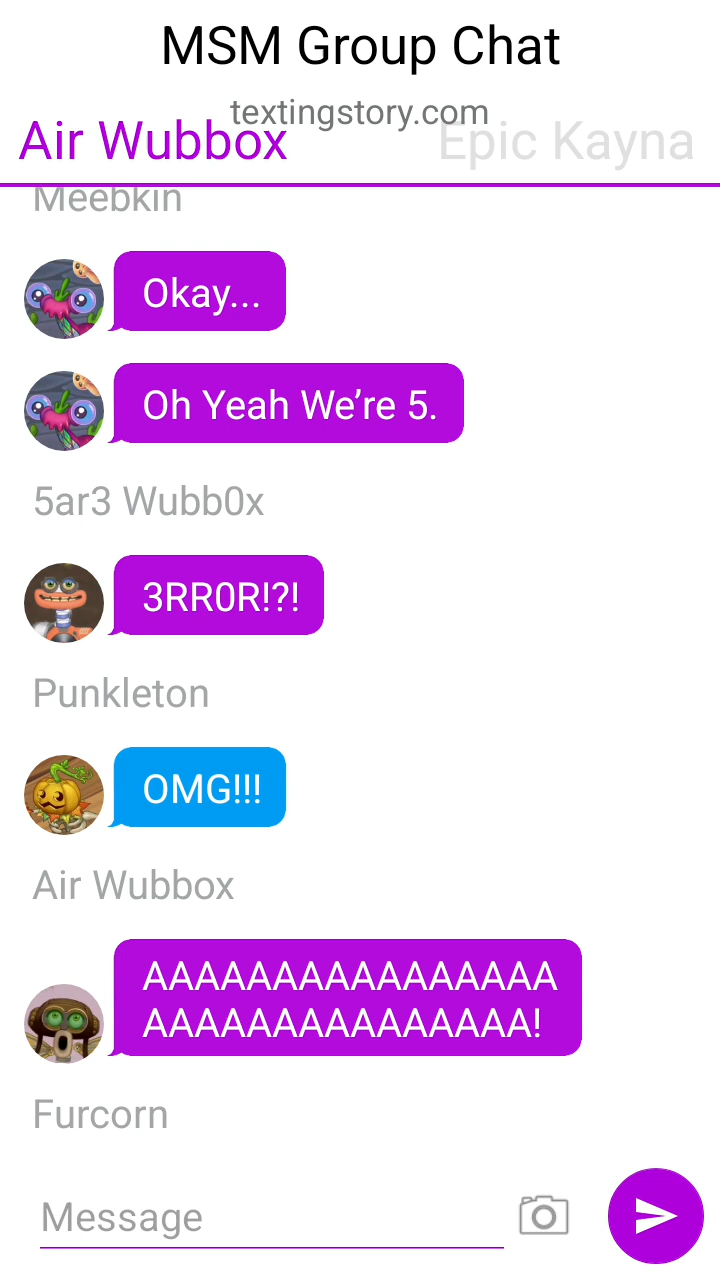 MSM Group Chat
textingstory.com
Air Wubbox
Epic Kayna
Meebkin
Okay...
Oh Yeah We’re 5.
5ar3 Wubb0x
3RR0R!?!
Punkleton
OMG!!!
Air Wubbox
AAAAAAAAAAAAAAAA
AAAAAAAAAAAAAAA!
Furcorn
Message